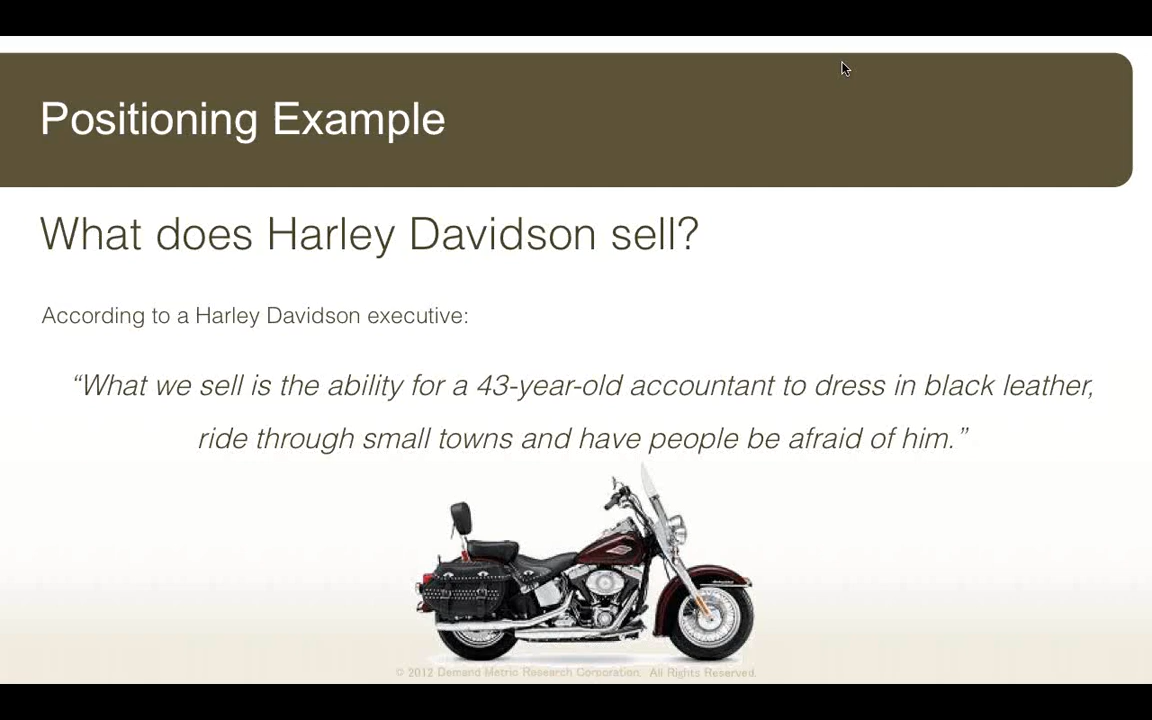 Positioning Example
What does Harley Davidson sell?
According to a Harley Davidson executive:
“What we sell is the ability for a 43-year-old accountant to dress in black leather,
ride through small towns and have people be afraid of him.”
© 2012 Demand Metric Research Corporation. All Rights Reserved.